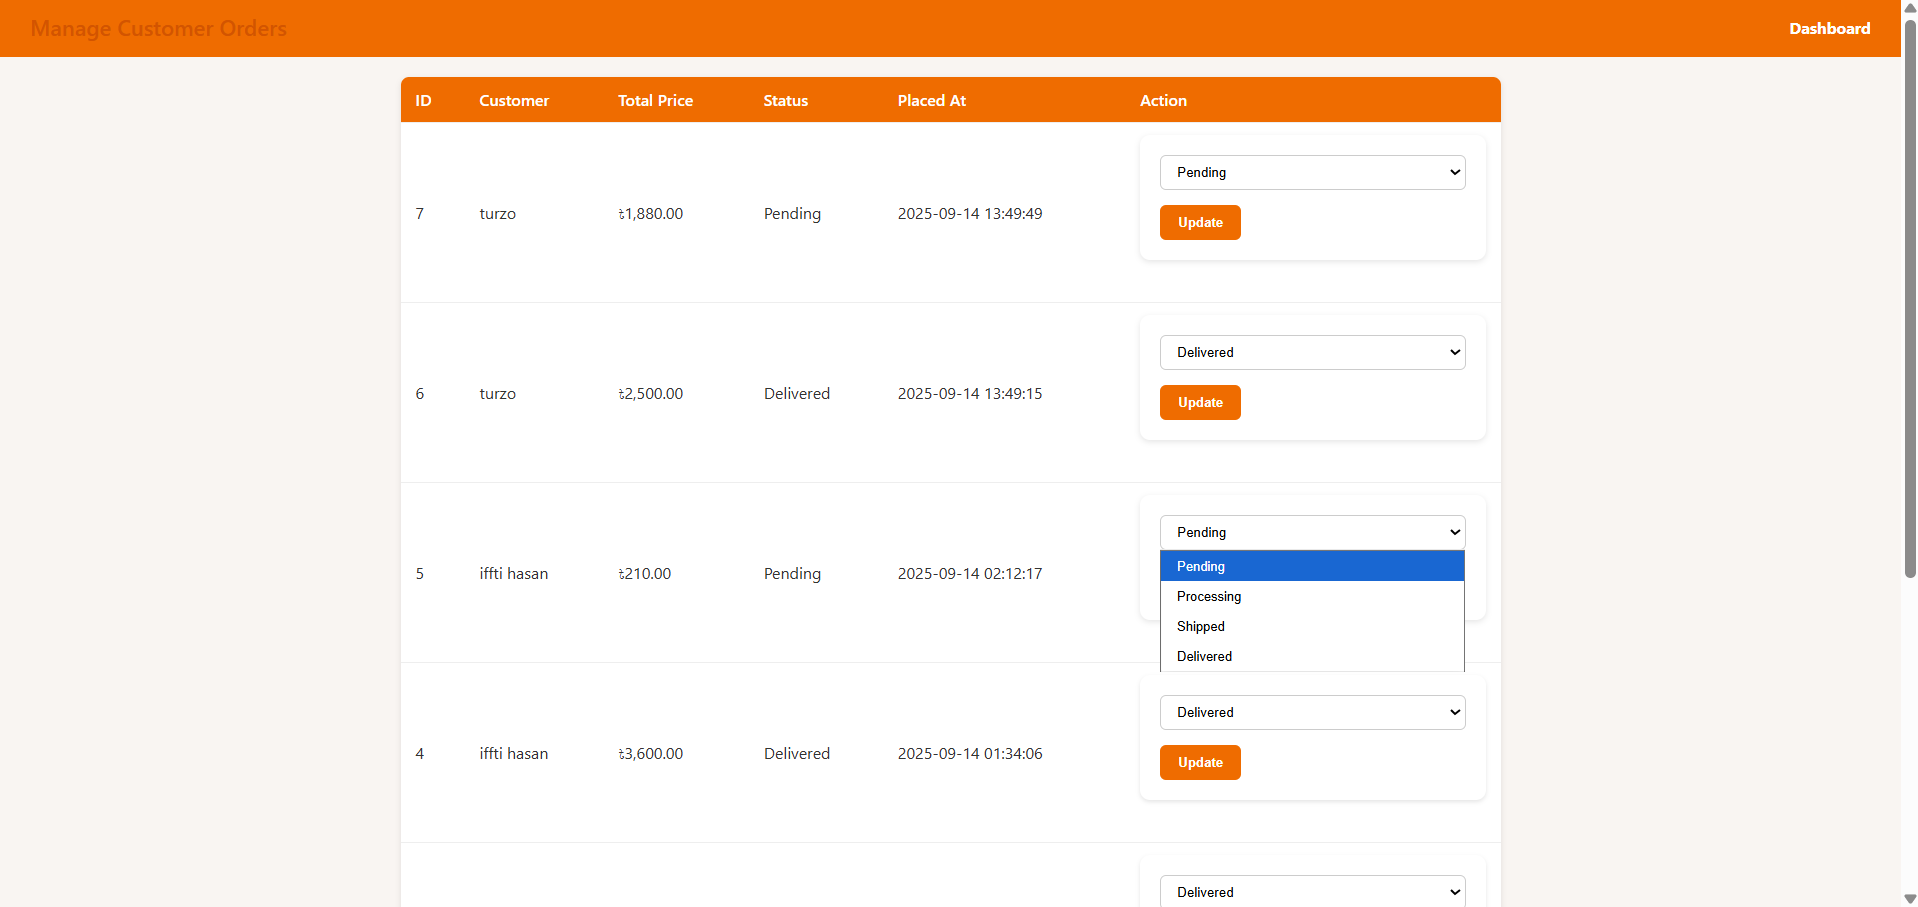 Manage Customer Orders
Dashboard
ID Customer Total Price Status Placed At Action
Pending
7 turzo ৳1,880.00 Pending 2025-09-14 13:49:49
Update
Delivered
6 turzo ৳2,500.00 Delivered 2025-09-14 13:49:15
Update
Pending
Pending
5 iffti hasan ৳210.00 Pending 2025-09-14 02:12:17
Processing
Shipped
Delivered
Delivered
4 iffti hasan ৳3,600.00 Delivered 2025-09-14 01:34:06
Update
Delivered